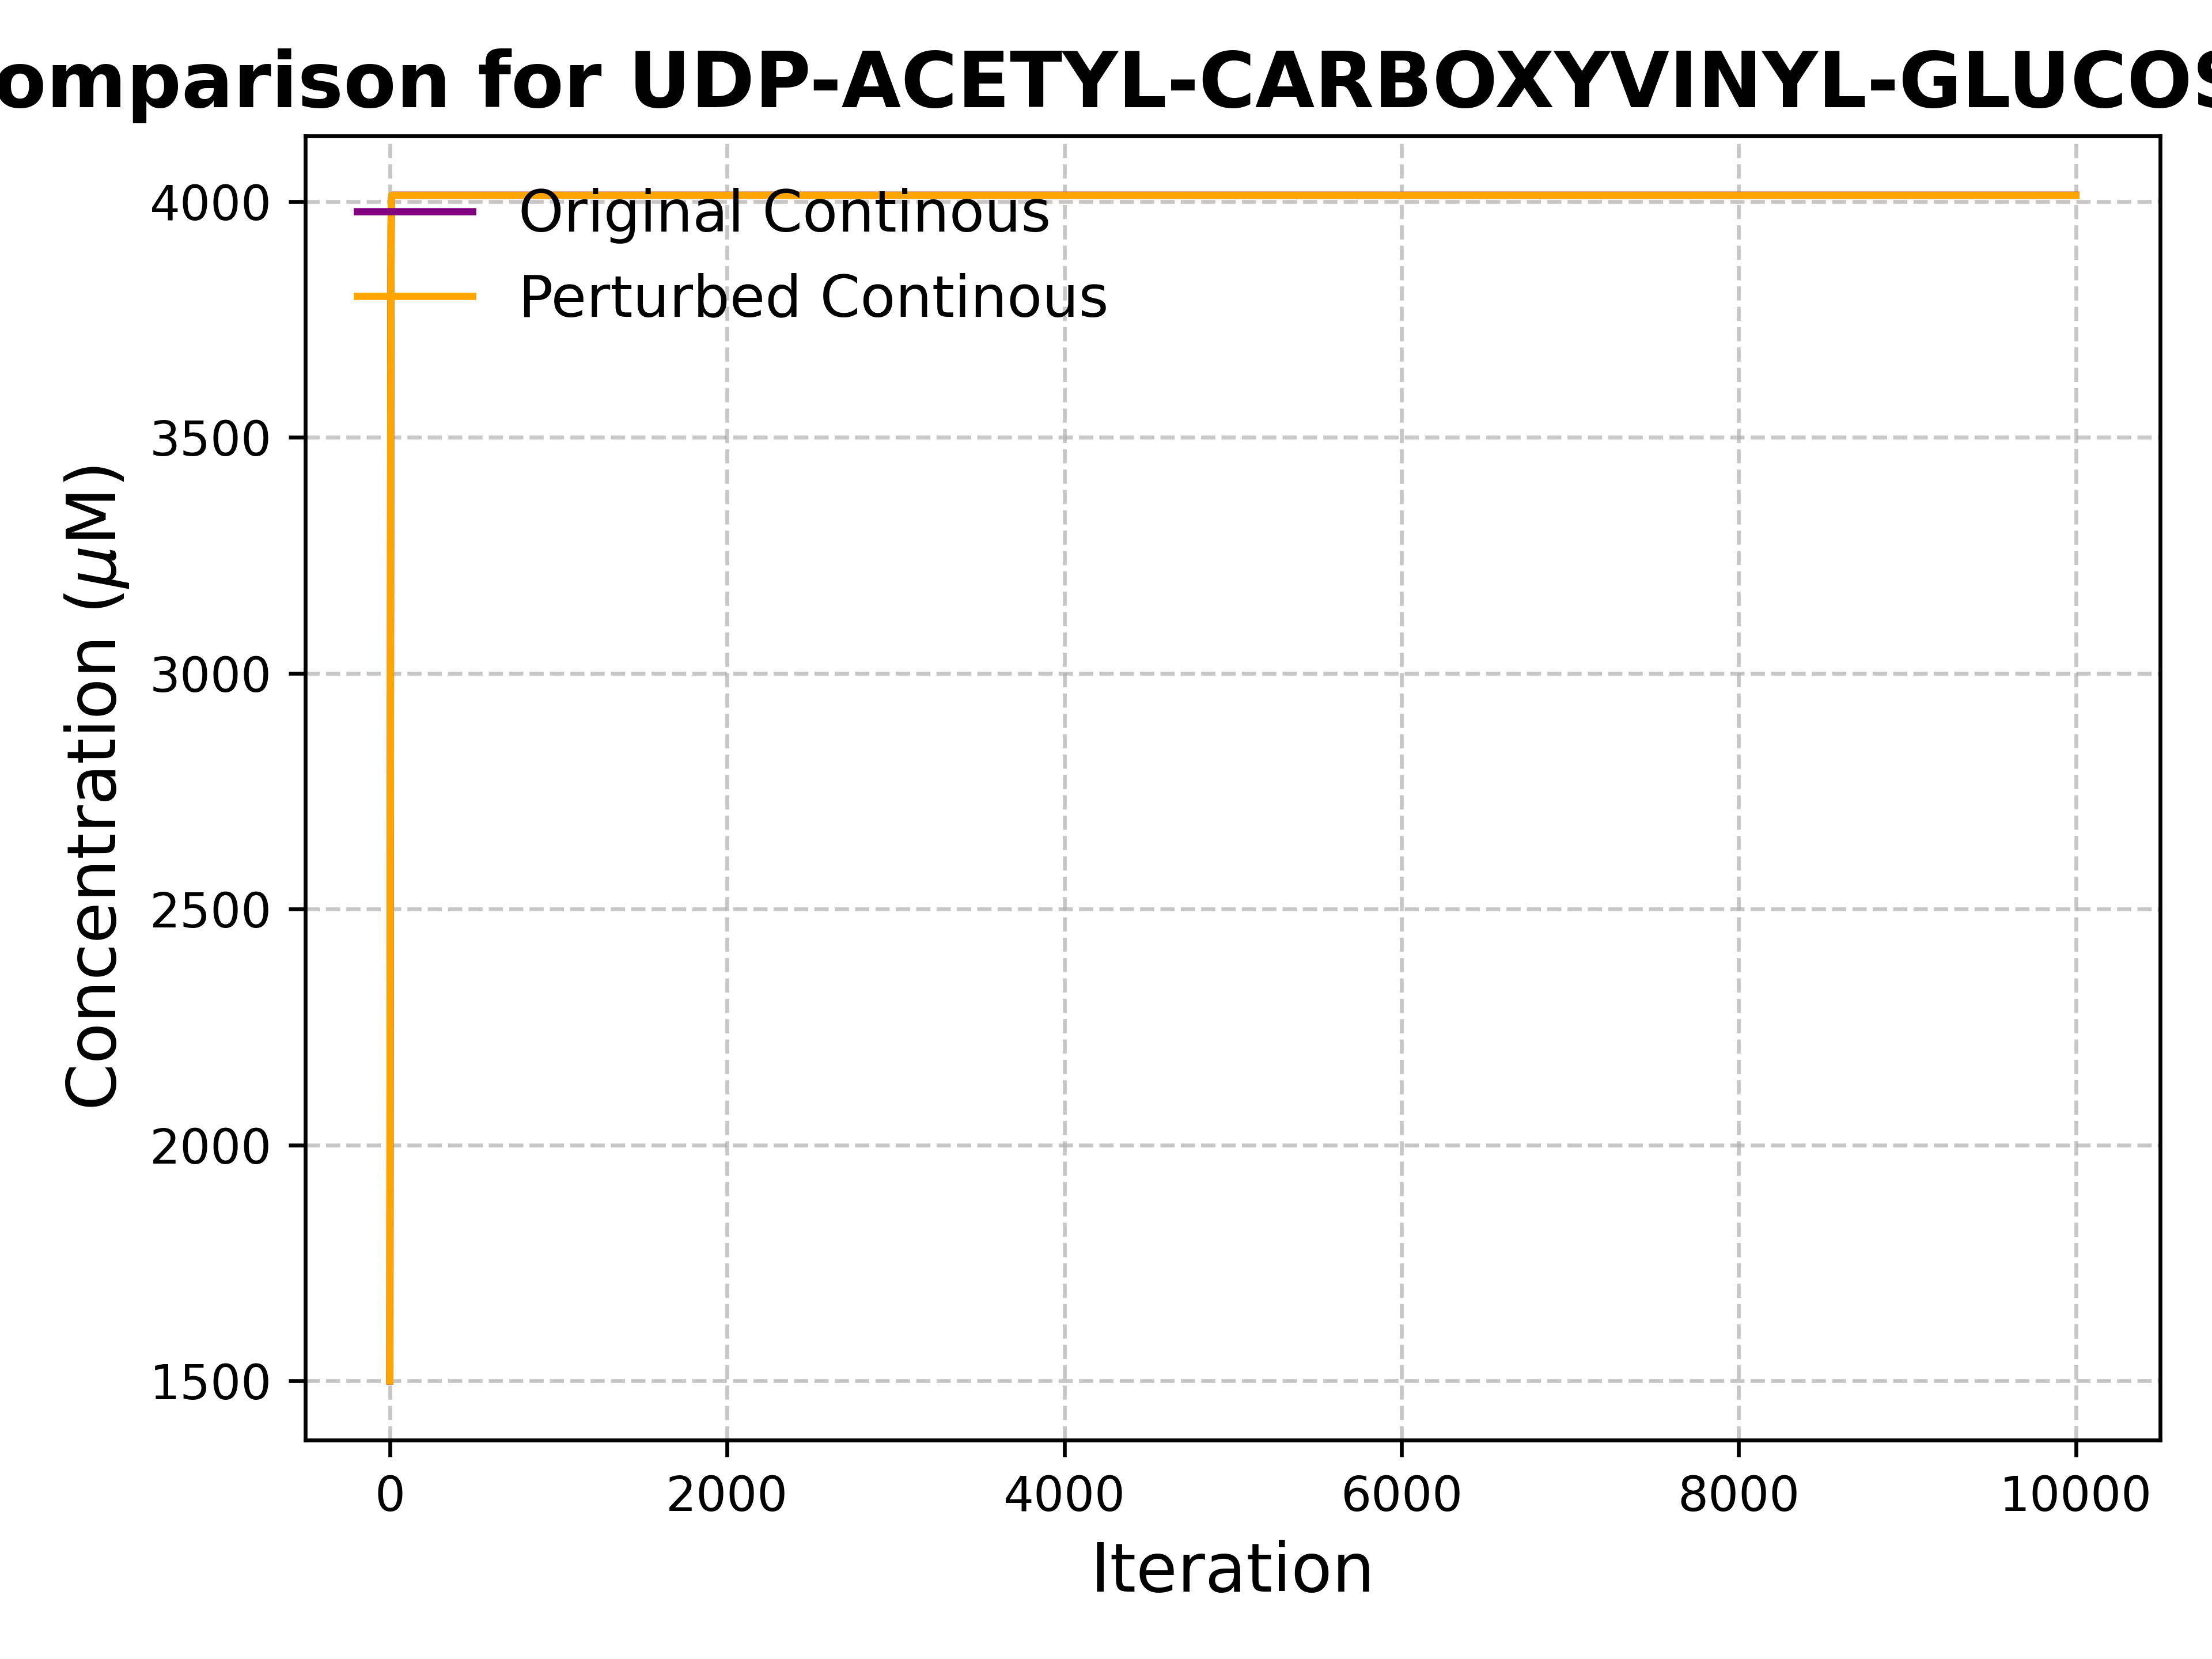 omparison for UDP-ACETYL-CARBOXYVINYL-GLUCOS
Original Continous
Perturbed Continous
Concentration (μM)
4000
3500
3000
2500
2000
1500
0 2000 4000 6000 8000 10000
Iteration